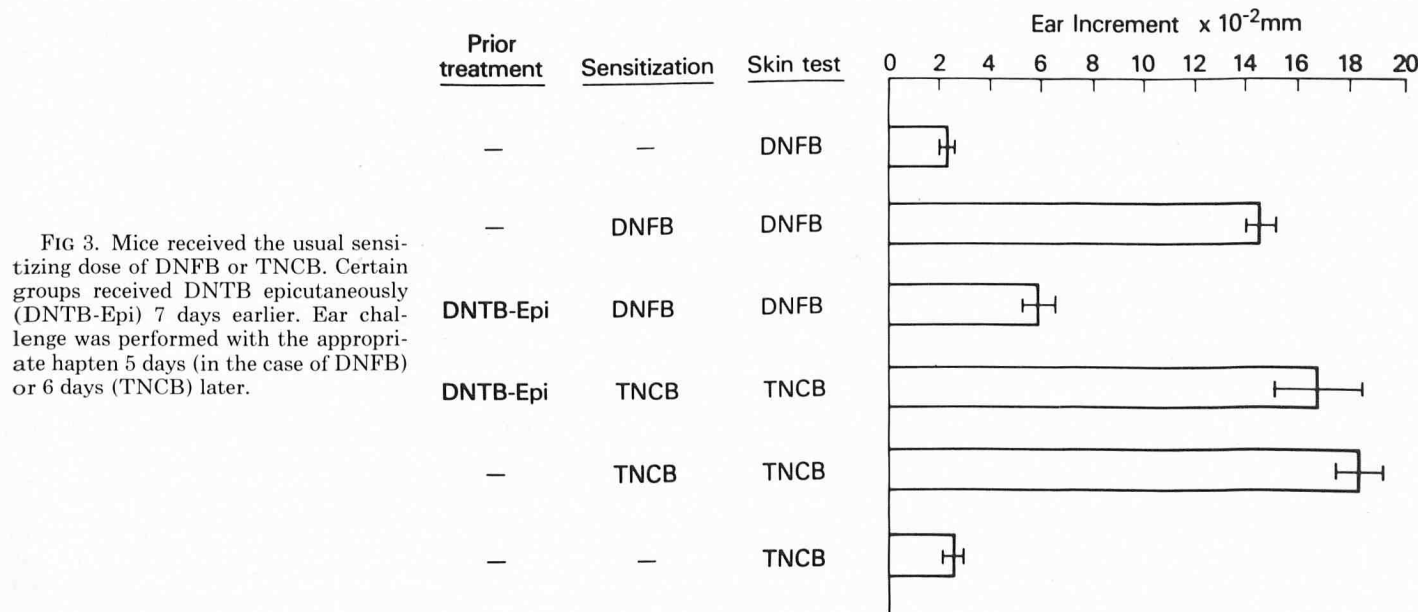 Ear Increment x 10-2mm
Prior treatment Sensitization Skin test 0 2 4 6 8 10 12 14 16 18 20
— — DNFB
— DNFB DNFB
DNTB-Epi DNFB DNFB
DNTB-Epi TNCB TNCB
— TNCB TNCB
— — TNCB
FIG 3. Mice received the usual sensi-
tizing dose of DNFB or TNCB. Certain
groups received DNTB epicutaneously
(DNTB-Epi) 7 days earlier. Ear chal-
lenge was performed with the appropri-
ate hapten 5 days (in the case of DNFB)
or 6 days (TNCB) later.